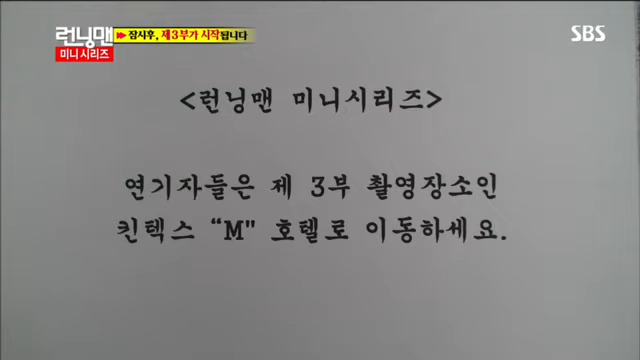 런닝맨
미니시리즈
잠시후, 제3부가 시작됩니다
SBS
<런닝맨 미니시리즈>
연기자들은 제 3부 촬영장소인
킨텍스 “M" 호텔로 이동하세요.